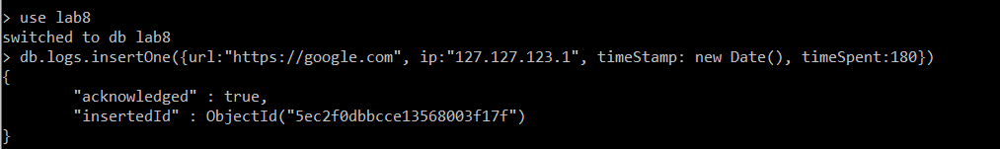 > use lab8
switched to db lab8
> db.logs.insertOne({url:"https://google.com", ip:"127.127.123.1", timeStamp: new Date(), timeSpent:180})
{
        "acknowledged" : true,
        "insertedId" : ObjectId("5ec2f0dbbcce13568003f17f")
}